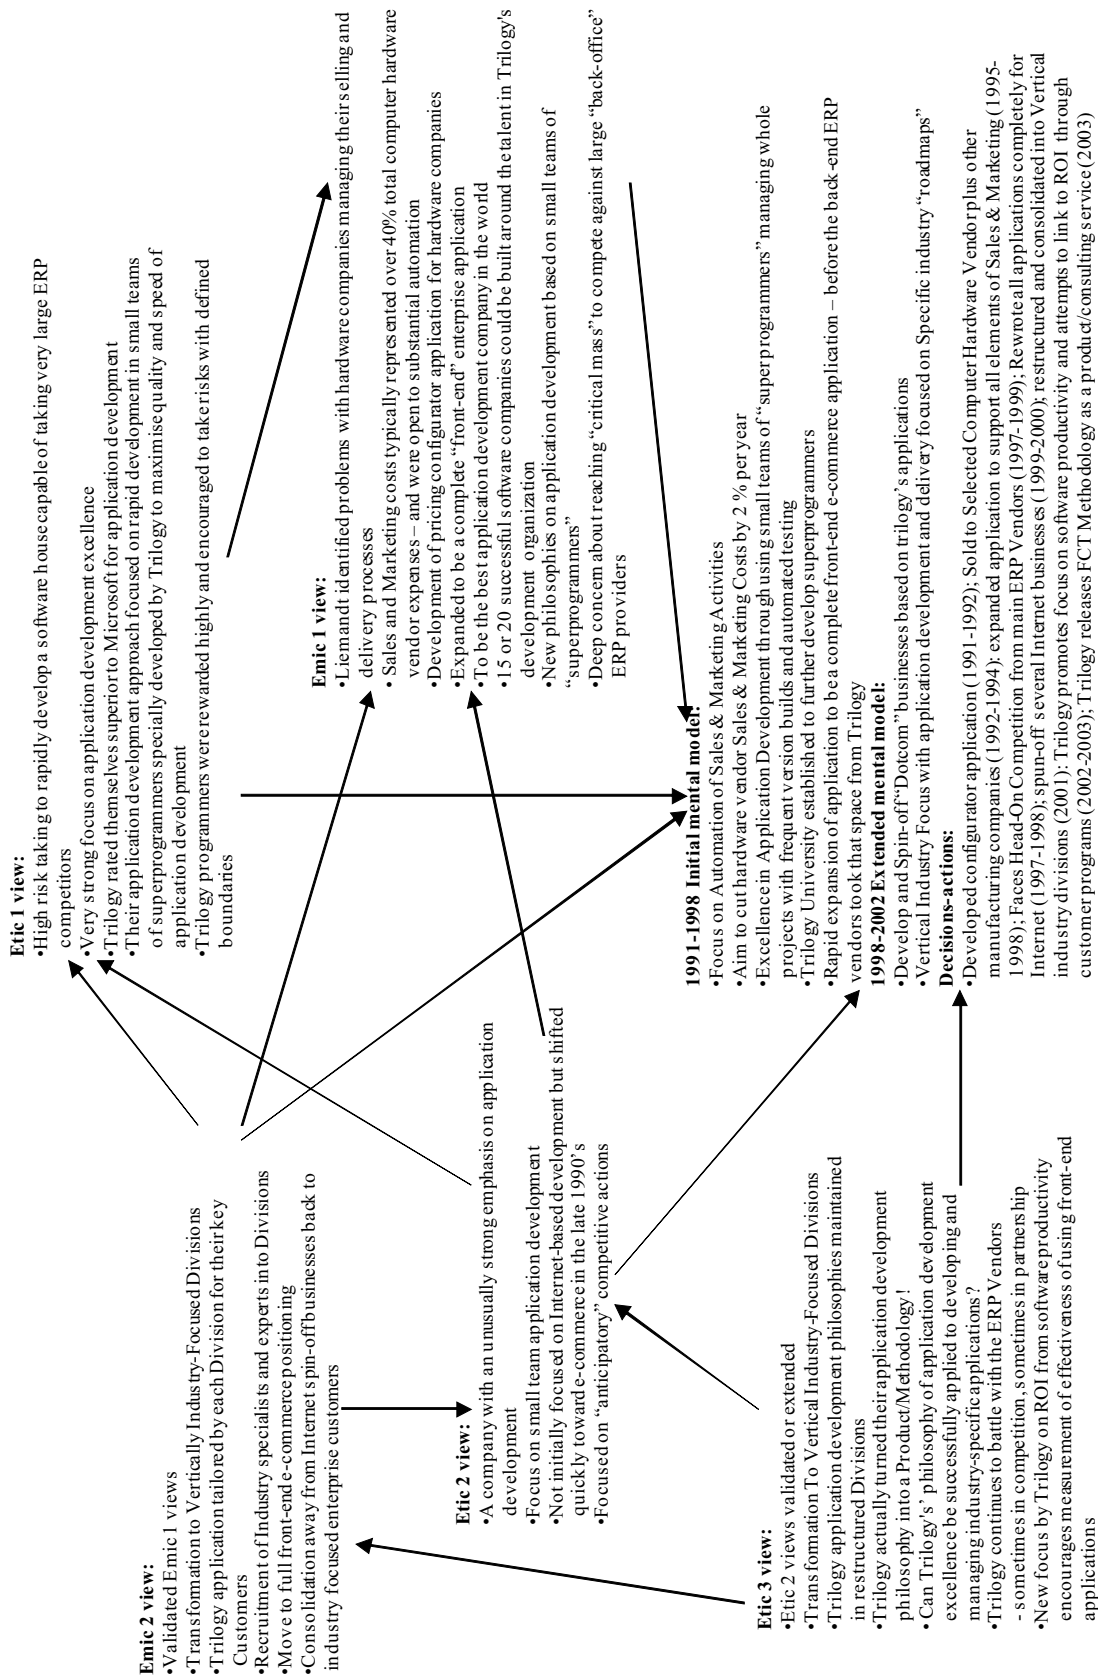 Etic 1 view:
•High risk taking to rapidly develop a software house capable of taking very large ERP
competitors
•Very strong focus on application development excellence
•Trilogy rated themselves superior to Microsoft for application development
•Their application development approach focused on rapid development in small teams
of superprogrammers specially developed by Trilogy to maximise quality and speed of
application development
•Trilogy programmers were rewarded highly and encouraged to take risks with defined
boundaries
Emic 2 view:
•Validated Emic 1 views
•Transformation to Vertically Industry-Focused Divisions
•Trilogy application tailored by each Division for their key
Customers
•Recruitment of Industry specialists and experts into Divisions
•Move to full front-end e-commerce positioning
•Consolidation away from Internet spin-off businesses back to
industry focused enterprise customers
Emic 1 view:
•Liemandt identified problems with hardware companies managing their selling and
delivery processes
•Sales and Marketing costs typically represented over 40% total computer hardware
vendor expenses – and were open to substantial automation
•Development of pricing configurator application for hardware companies
•Expanded to be a complete “front-end” enterprise application
•To be the best application development company in the world
•15 or 20 successful software companies could be built around the talent in Trilogy's
development organization
•New philosophies on application development based on small teams of
“superprogrammers”
•Deep concern about reaching “critical mass” to compete against large “back-office”
ERP providers
Etic 2 view:
•A company with an unusually strong emphasis on application
development
•Focus on small team application development
•Not initially focused on Internet-based development but shifted
quickly toward e-commerce in the late 1990’s
•Focused on “anticipatory” competitive actions
1991-1998 Initial mental model:
•Focus on Automation of Sales & Marketing Activities
•Aim to cut hardware vendor Sales & Marketing Costs by 2 % per year
•Excellence in Application Development through using small teams of “superprogrammers” managing whole
projects with frequent version builds and automated testing
•Trilogy University established to further develop superprogrammers
•Rapid expansion of application to be a complete front-end e-commerce application – before the back-end ERP
vendors took that space from Trilogy
1998-2002 Extended mental model:
•Develop and Spin-off “Dotcom” businesses based on trilogy’s applications
•Vertical Industry Focus with application development and delivery focused on Specific industry “roadmaps”
Decisions-actions:
•Developed configurator application (1991-1992); Sold to Selected Computer Hardware Vendor plus other
manufacturing companies (1992-1994); expanded application to support all elements of Sales & Marketing (1995-
1998); Faces Head-On Competition from main ERP Vendors (1997-1999); Rewrote all applications completely for
Internet (1997-1998); spun-off several Internet businesses (1999-2000); restructured and consolidated into Vertical
industry divisions (2001); Trilogy promotes focus on software productivity and attempts to link to ROI through
customer programs (2002-2003); Trilogy releases FCT Methodology as a product/consulting service (2003)
Etic 3 view:
•Etic 2 views validated or extended
•Transformation To Vertical Industry-Focused Divisions
•Trilogy application development philosophies maintained
in restructured Divisions
•Trilogy actually turned their application development
philosophy into a Product/Methodology!
•Can Trilogy’s’ philosophy of application development
excellence be successfully applied to developing and
managing industry-specific applications?
•Trilogy continues to battle with the ERP Vendors
- sometimes in competition, sometimes in partnership
•New focus by Trilogy on ROI from software productivity
encourages measurement of effectiveness of using front-end
applications